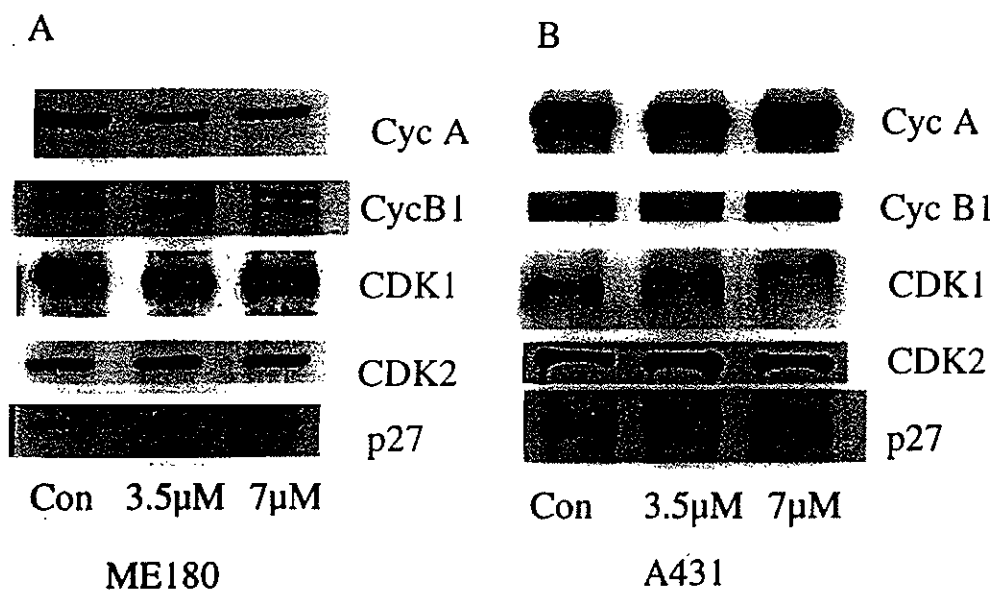 A
Cyc A
CycB1
CDK1
CDK2
p27
Con 3.5μM 7μM
ME180
B
Cyc A
Cyc B1
CDK1
CDK2
p27
Con 3.5μM 7μM
A431